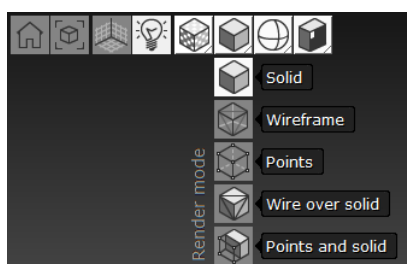 Solid
Wireframe
Points
Wire over solid
Points and solid
Render mode